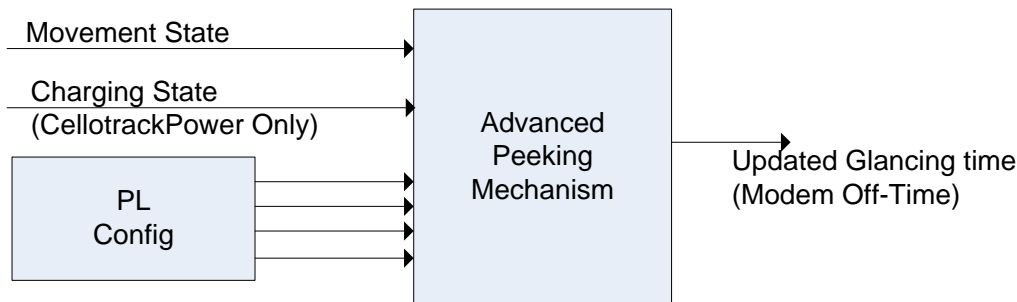 Movement State
Charging State
(CellotrackPower Only)
PL
Config
Advanced
Peeking
Mechanism
Updated Glancing time
(Modem Off-Time)